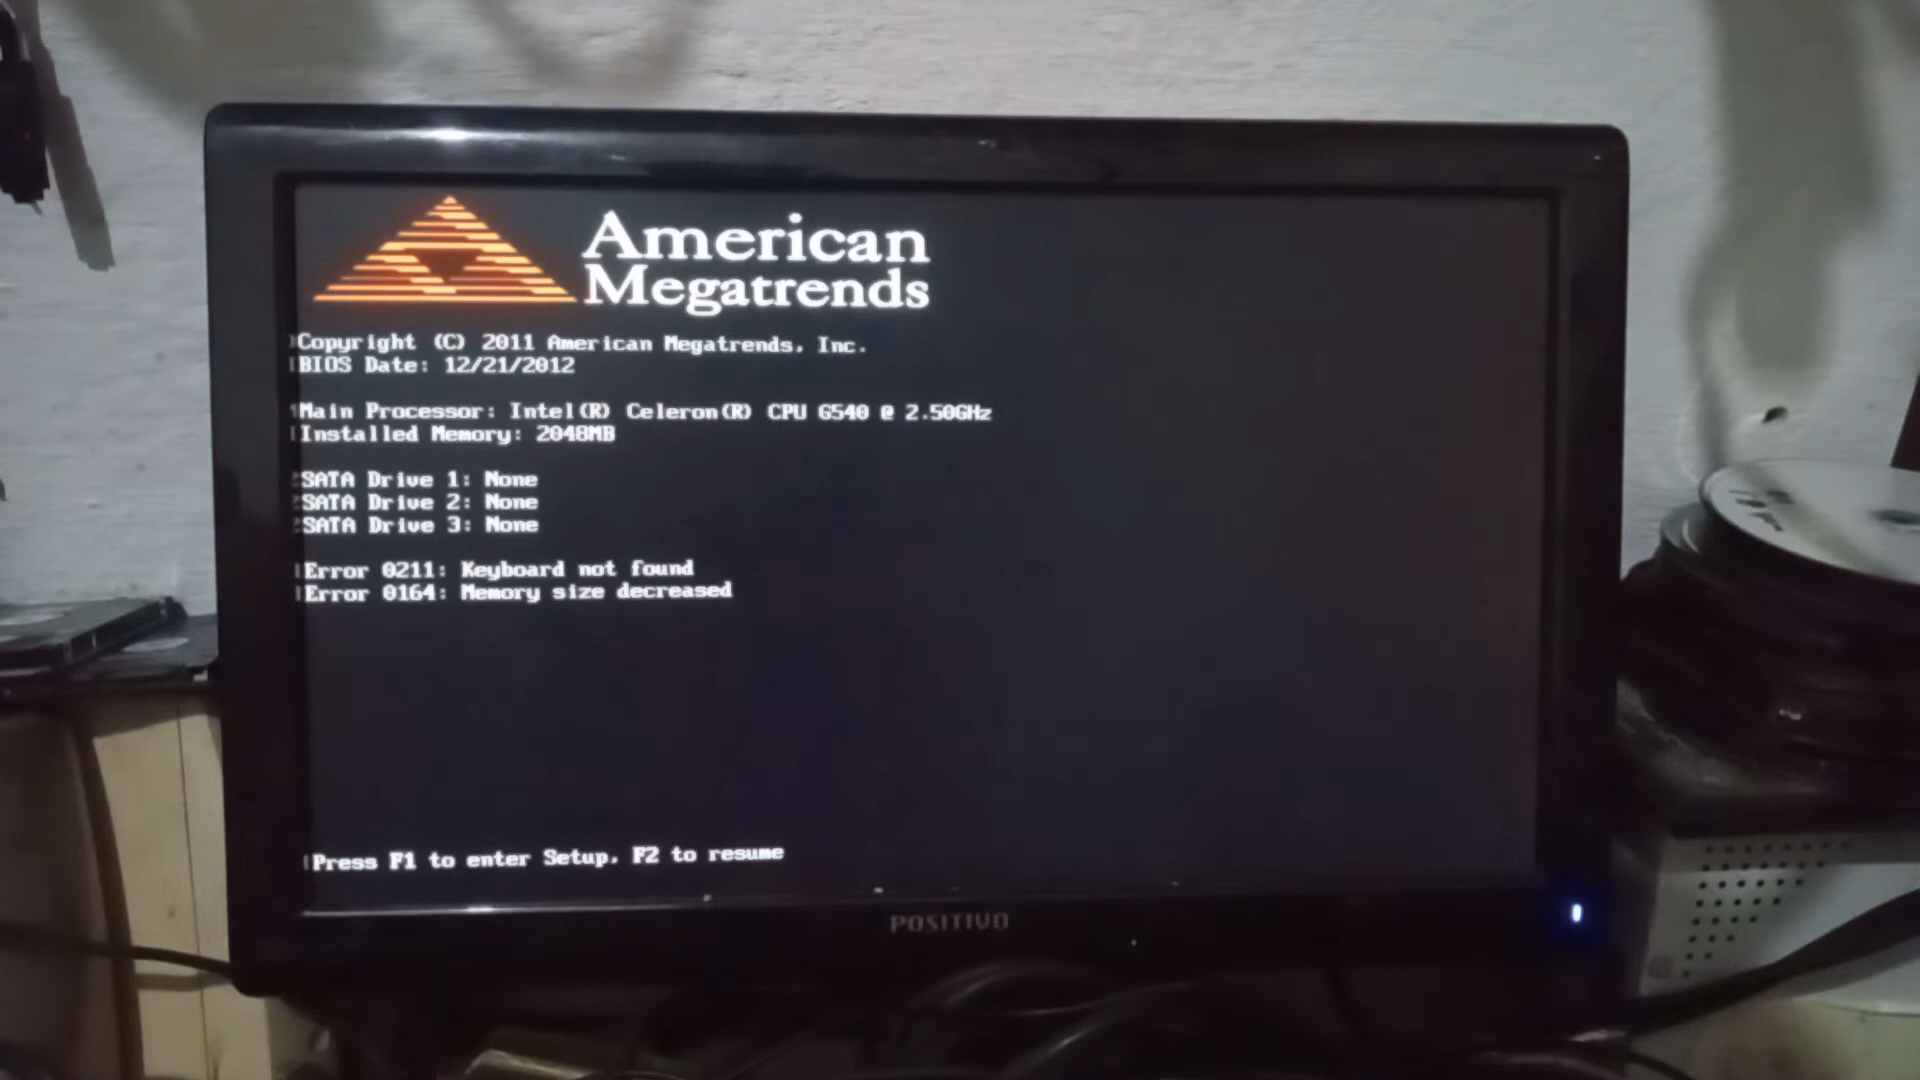 American
Megatrends
Copyright (C) 2011 American Megatrends, Inc.
BIOS Date: 12/21/2012
Main Processor: Intel(R) Celeron(R) CPU G540 @ 2.50GHz
Installed Memory: 2048MB
SATA Drive 1: None
SATA Drive 2: None
SATA Drive 3: None
Error 0211: Keyboard not found
Error 0164: Memory size decreased
Press F1 to enter Setup, F2 to resume
POSITIVO